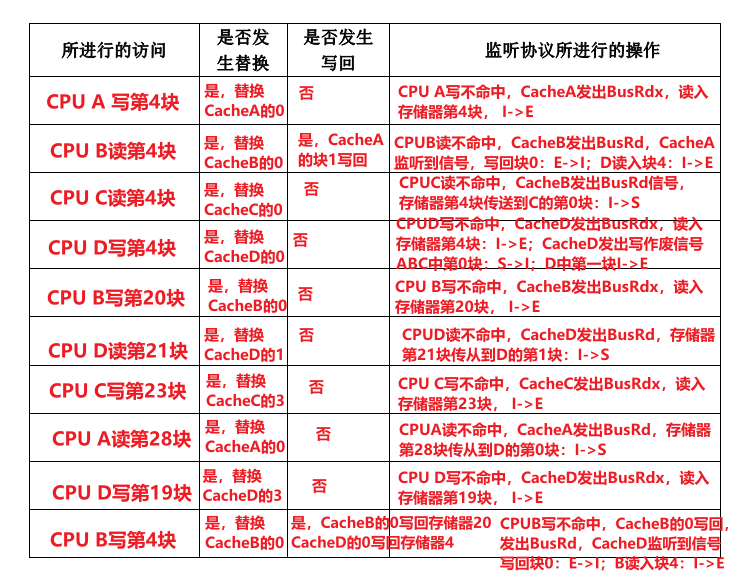 所进行的访问
是否发
生替换
是否发生
写回
监听协议所进行的操作
CPU A 写第4块
是，替换
CacheA的0
否
CPU A写不命中，CacheA发出BusRdx，读入
存储器第4块， I->E
CPU B读第4块
是，替换
CacheB的0
是，CacheA
的块1写回
CPUB读不命中，CacheB发出BusRd，CacheA
监听到信号，写回块0：E->I；D读入块4：I->E
CPU C读第4块
是，替换
CacheC的0
否
CPUC读不命中，CacheB发出BusRd信号，
存储器第4块传送到C的第0块：I->S
CPU D写第4块
是，替换
CacheD的0
否
CPUD写不命中，CacheD发出BusRdx，读入
存储器第4块：I->E；CacheD发出写作废信号
ABC中第0块：S->I；D中第一块I->E
CPU B写第20块
是，替换
CacheB的0
否
CPU B写不命中，CacheB发出BusRdx，读入
存储器第20块， I->E
CPU D读第21块
是，替换
CacheD的1
否
CPUD读不命中，CacheD发出BusRd，存储器
第21块传从到D的第1块：I->S
CPU C写第23块
是，替换
CacheC的3
否
CPU C写不命中，CacheC发出BusRdx，读入
存储器第23块， I->E
CPU A读第28块
是，替换
CacheA的0
否
CPUA读不命中，CacheA发出BusRd，存储器
第28块传从到D的第0块：I->S
CPU D写第19块
是，替换
CacheD的3
否
CPU D写不命中，CacheD发出BusRdx，读入
存储器第19块， I->E
CPU B写第4块
是，替换
CacheB的0
是，CacheB的0写回存储器20
CacheD的0写回存储器4
CPUB写不命中，CacheB的0写回，
发出BusRd，CacheD监听到信号
写回块0：E->I；B读入块4：I->E